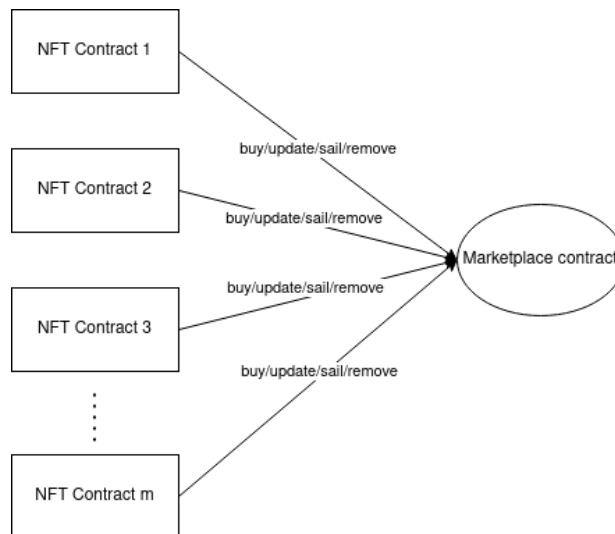 NFT Contract 1
buy/update/sail/remove
NFT Contract 2
buy/update/sail/remove
Marketplace contract
buy/update/sail/remove
NFT Contract 3
buy/update/sail/remove
NFT Contract m